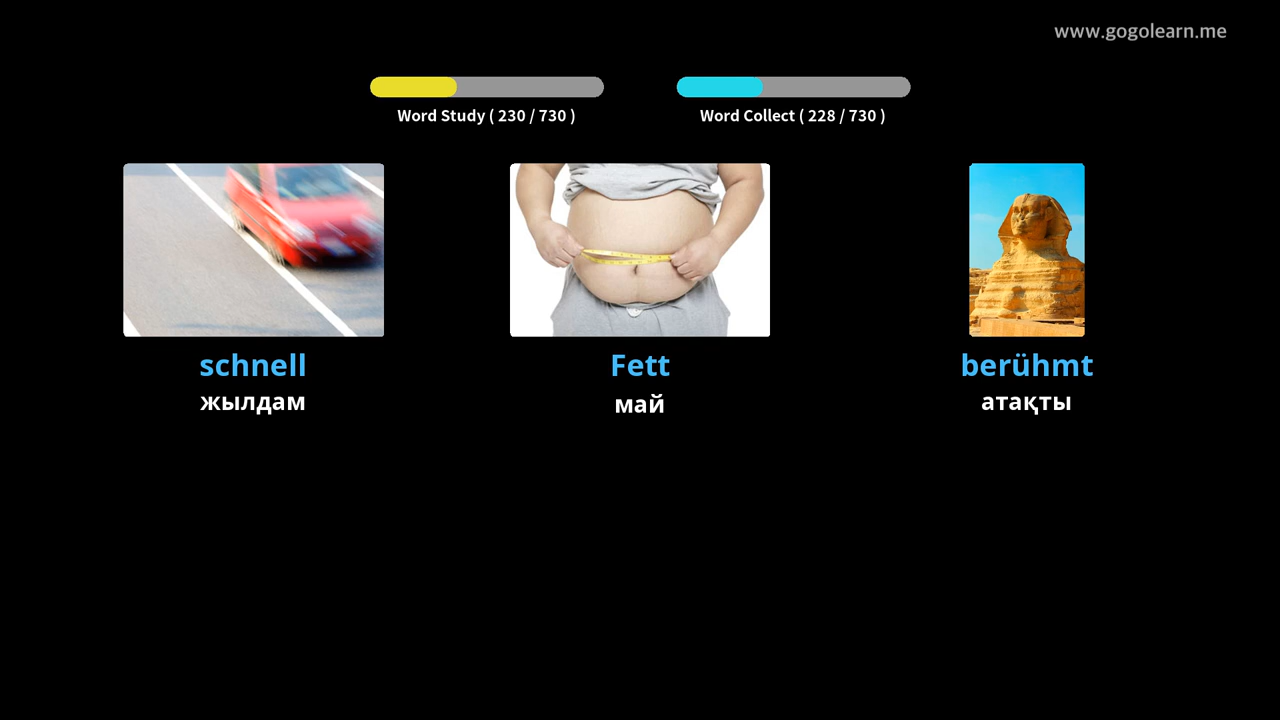 www.gogolearn.me
Word Study ( 230 / 730 )
Word Collect ( 228 / 730 )
schnell
жылдам
Fett
май
berühmt
атақты